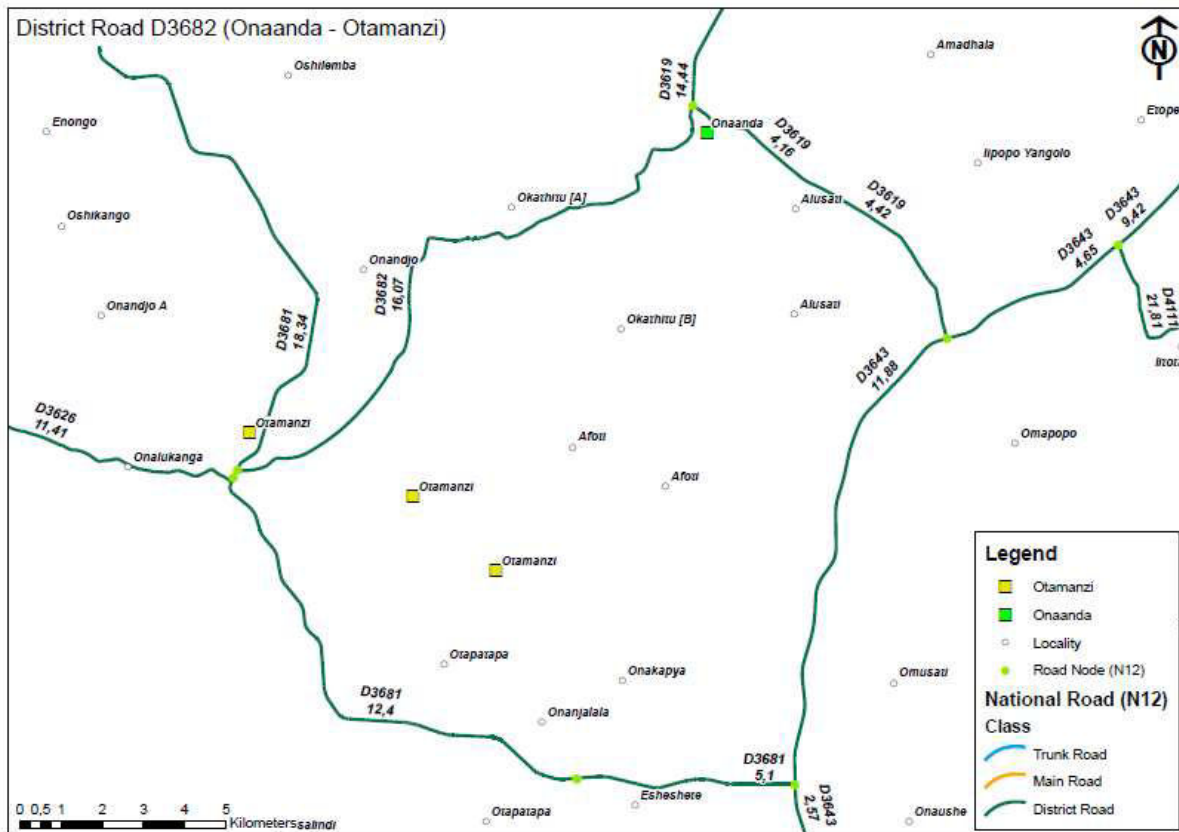 District Road D3682 (Onaanda - Otamanzi)
N
Oshilemba
Amadhala
Enongo
D3619
14,44
Onaanda
Etope
D3619
4,16
Iipopo Yangolo
Oshikango
Okathitu [A]
Alusati
D3619
4,42
D3643
9,42
Onandjo
D3682
16,07
D3643
4,65
Onandjo A
D3681
18,34
Okathitu [B]
Alusati
D4111
21,81
D3643
11,88
D3626
11,41
Otamanzi
Onalukanga
Afoti
Omapopo
Otamanzi
Afoti
Otamanzi
Legend
Otamanzi
Onaanda
Locality
Road Node (N12)
National Road (N12)
Class
Trunk Road
Main Road
District Road
Otapatapa
Onakapya
Omusati
D3681
12,4
Onanjalala
D3681
5,1
D3643
2,57
Esheshete
Otapatapa
Onaushe
0 0,5 1 2 3 4 5
Kilometers
salindi